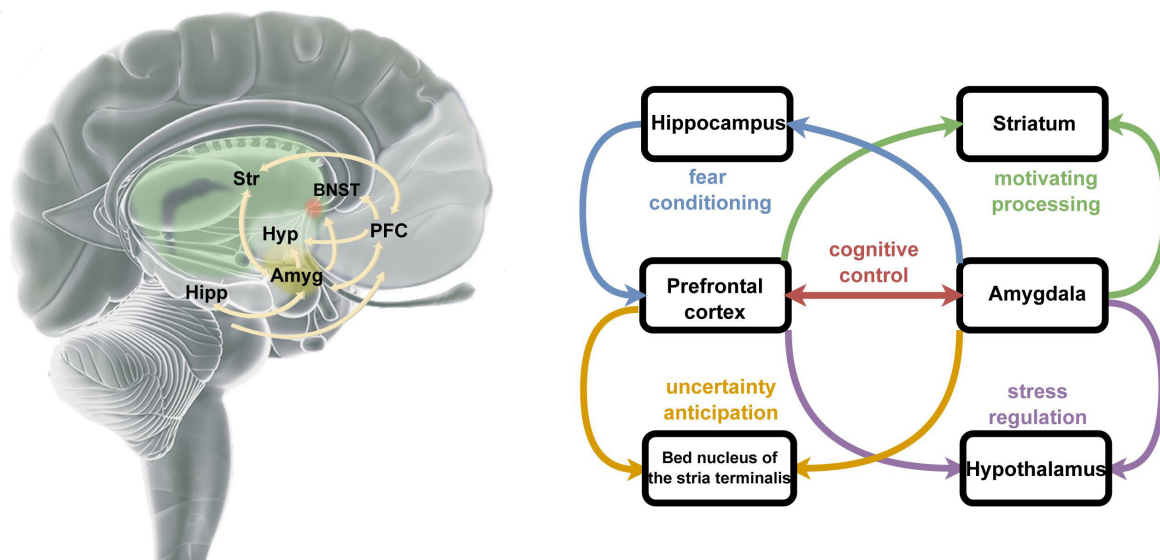 Str
BNST
Hyp
PFC
Amyg
Hipp
Hippocampus
Striatum
fear
conditioning
motivating
processing
cognitive
control
Prefrontal
cortex
Amygdala
uncertainty
anticipation
stress
regulation
Bed nucleus of
the stria terminalis
Hypothalamus